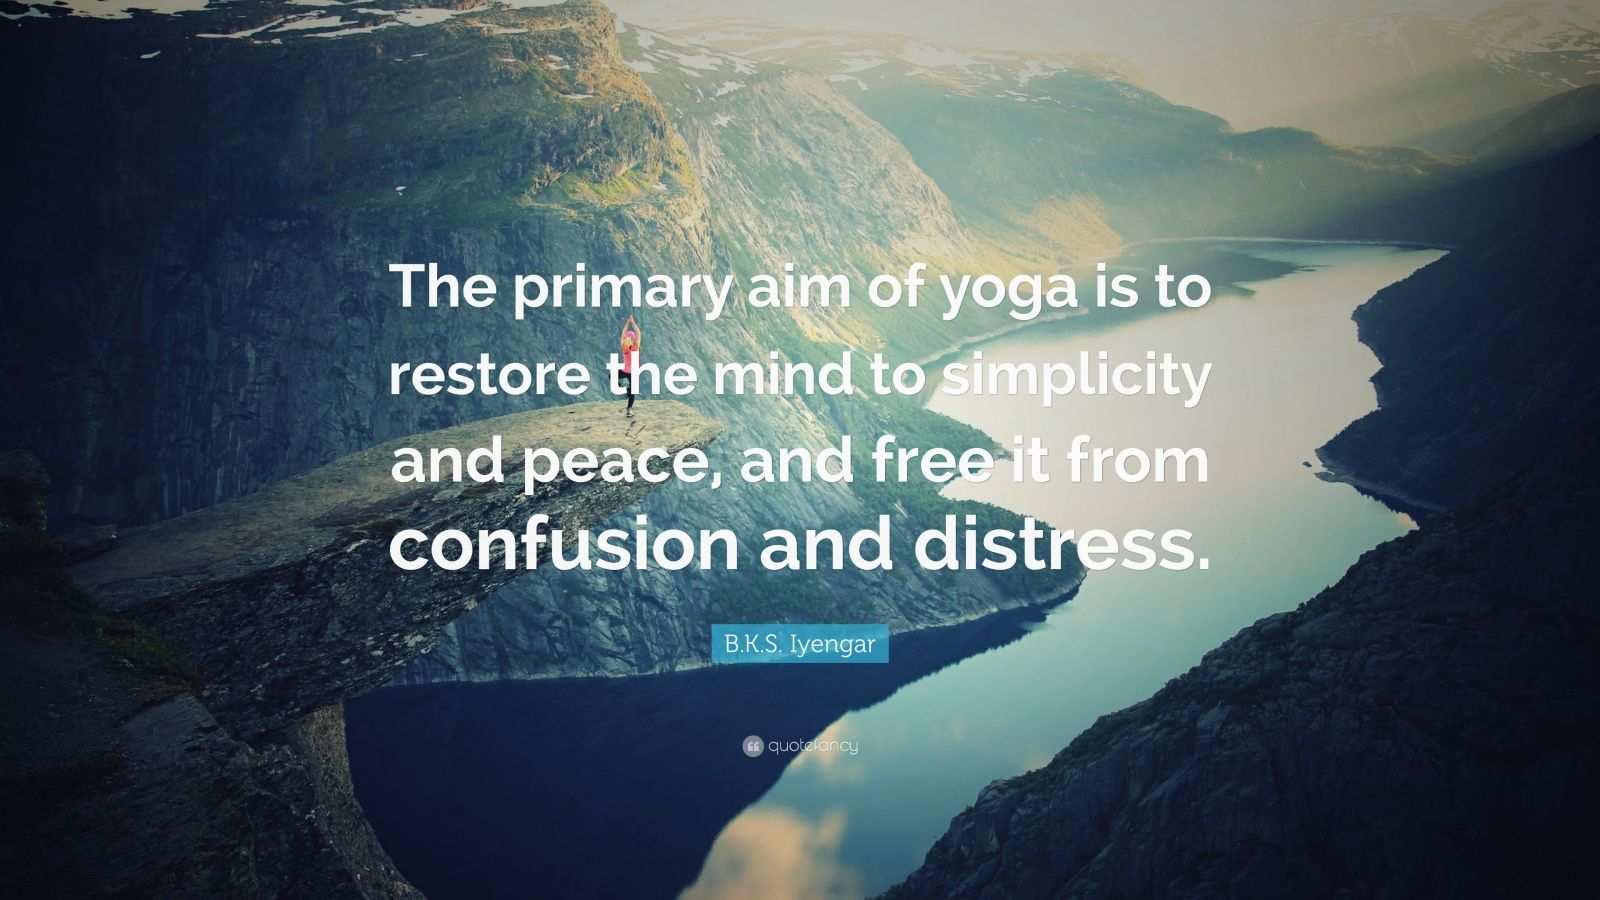 The primary aim of yoga is to
restore the mind to simplicity
and peace, and free it from
confusion and distress.
B.K.S. Iyengar
quotefancy